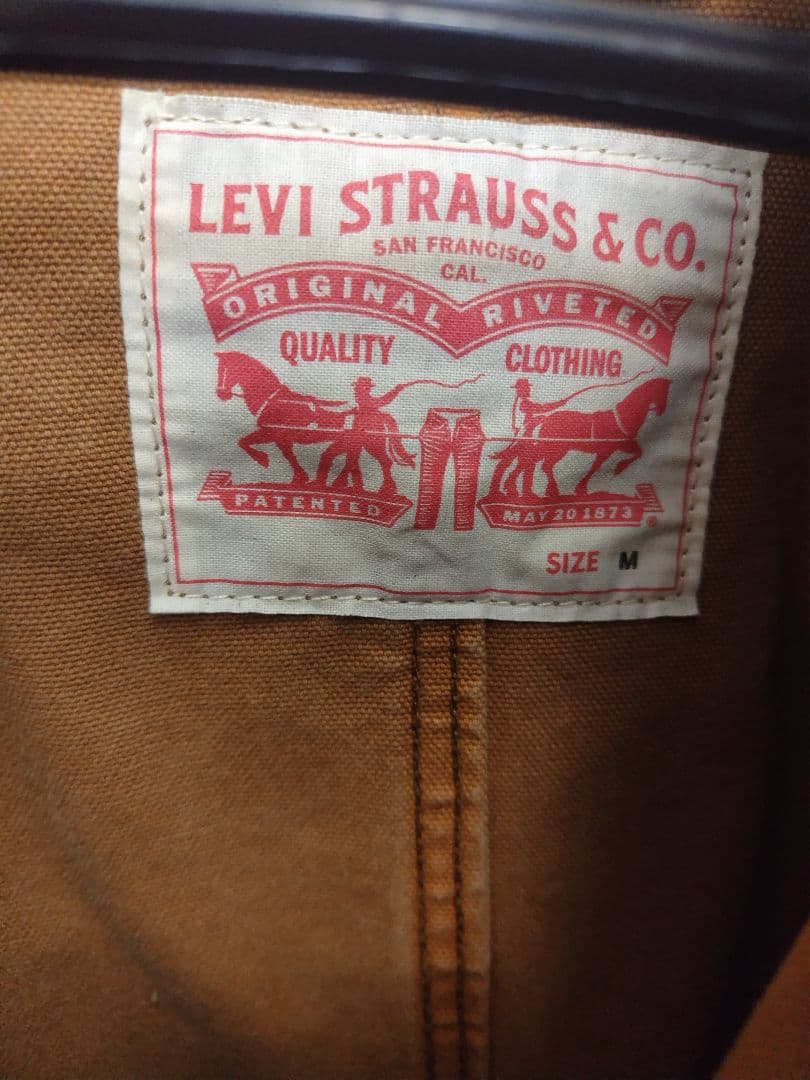 LEVI STRAUSS & CO.
SAN FRANCISCO
CAL.
ORIGINAL RIVETED
QUALITY CLOTHING
PATENTED MAY 20 1873 ®
SIZE M